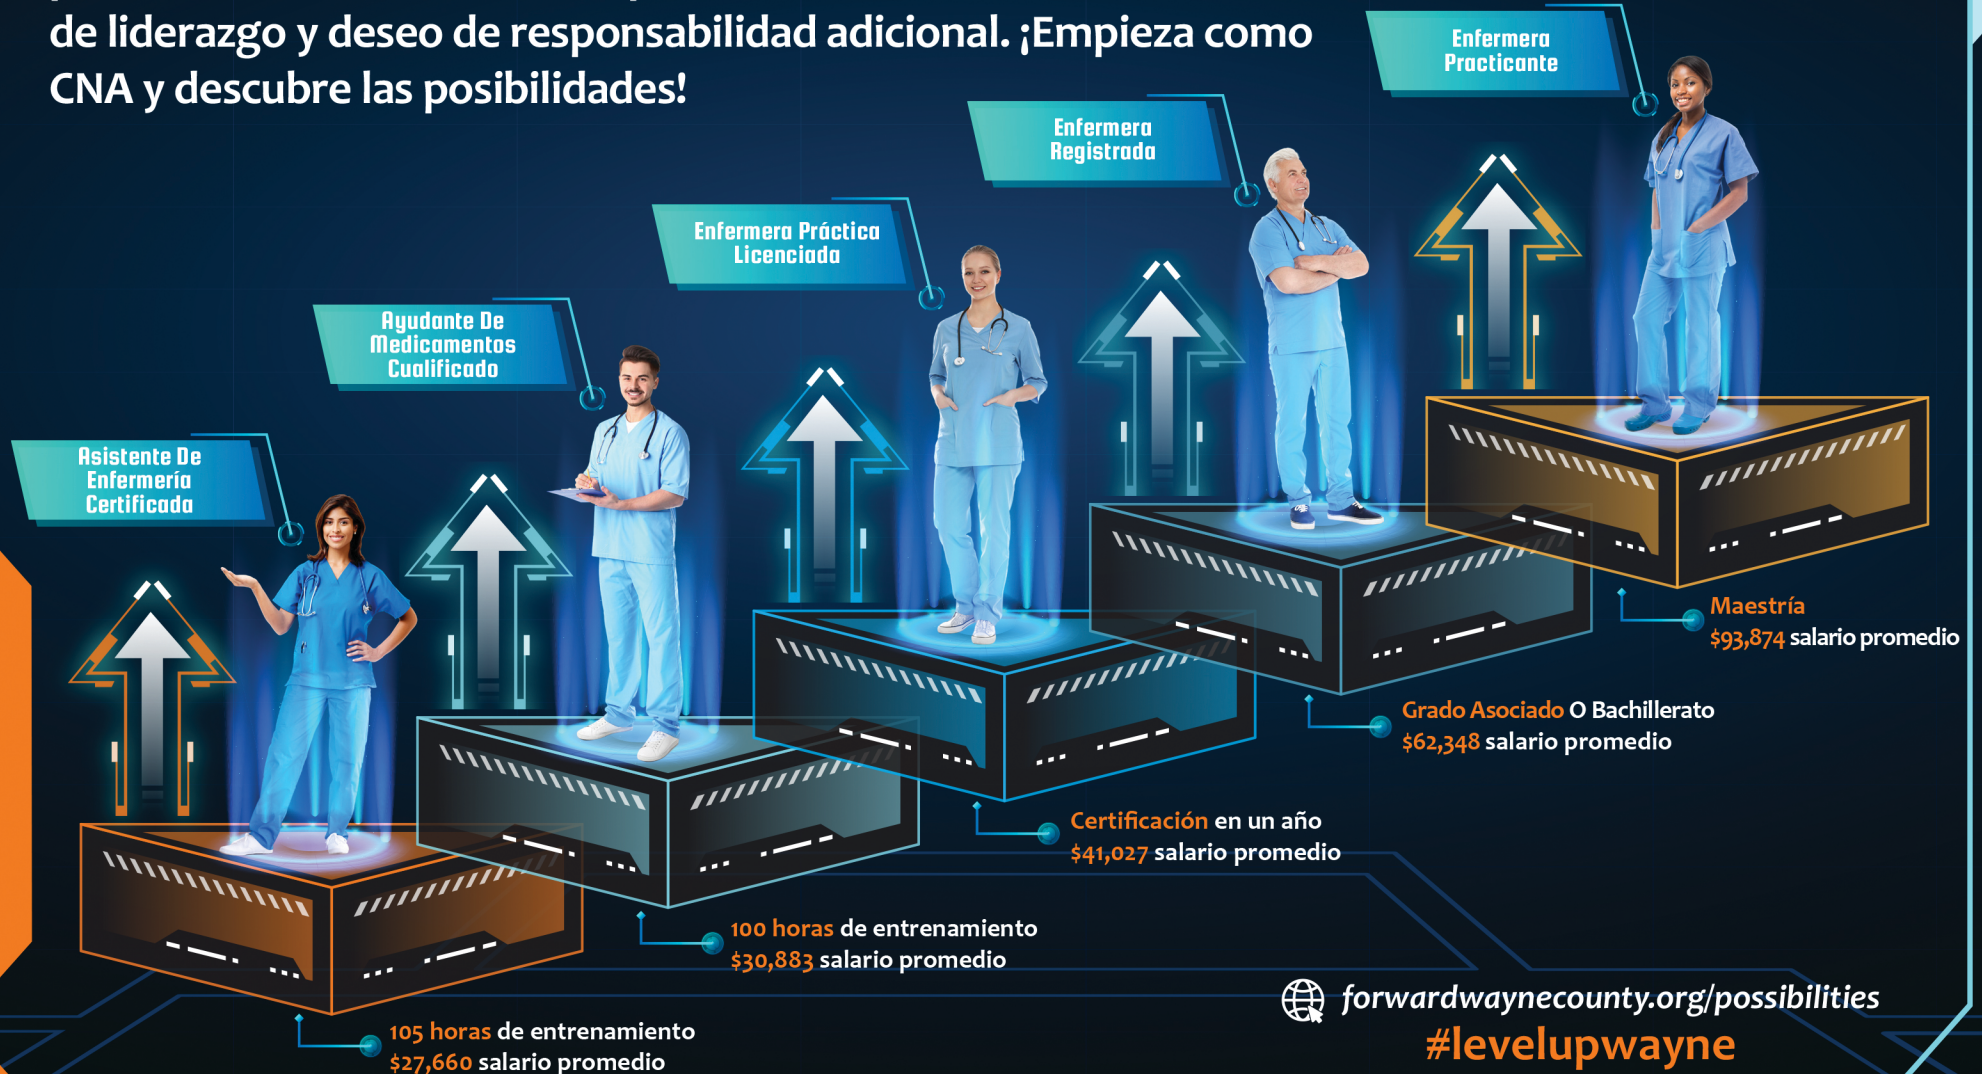 de liderazgo y deseo de responsabilidad adicional. ¡Empieza como
CNA y descubre las posibilidades!
Enfermera
Practicante
Enfermera
Registrada
Enfermera Práctica
Licenciada
Ayudante De
Medicamentos
Cualificado
Asistente De
Enfermería
Certificada
Maestría
$93,874 salario promedio
Grado Asociado O Bachillerato
$62,348 salario promedio
Certificación en un año
$41,027 salario promedio
100 horas de entrenamiento
$30,883 salario promedio
105 horas de entrenamiento
$27,660 salario promedio
forwardwaynecounty.org/possibilities
#levelupwayne